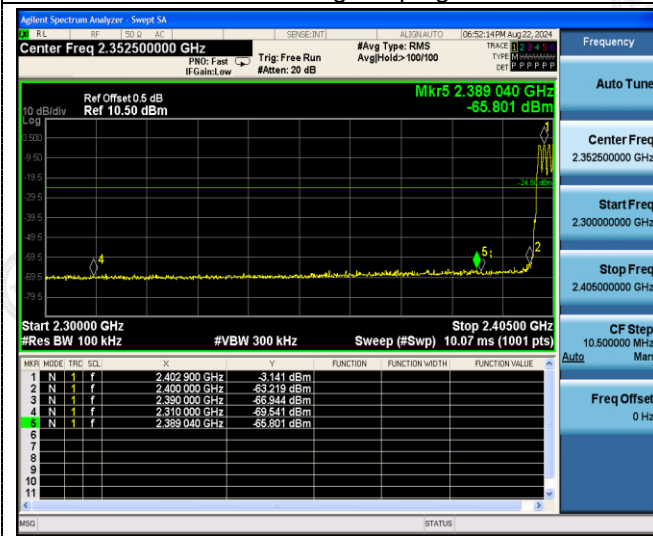 Agilent Spectrum Analyzer - Swept SA
RL RF 50 Ω AC SENSE:INT ALIGN AUTO 06:52:14 PM Aug 22, 2024
Center Freq 2.352500000 GHz
PNO: Fast
IFGain:Low
Trig: Free Run
#Atten: 20 dB
#Avg Type: RMS
Avg|Hold:>100/100
TRACE 1 2 3 4 5 6
TYPE M
DET P P P P P
Ref Offset 0.5 dB
10 dB/div Ref 10.50 dBm
Log
Mkr5 2.389 040 GHz
-65.801 dBm
0.500
-9.50
-19.5
-29.5
-39.5
-49.5
-59.5
-69.5
-79.5
1
-24.50 dBm
4
5
2
Start 2.30000 GHz Stop 2.40500 GHz
#Res BW 100 kHz #VBW 300 kHz Sweep (#Swp) 10.07 ms (1001 pts)
MKR MODE TRC SCL X Y FUNCTION FUNCTION WIDTH FUNCTION VALUE
1 N 1 f 2.402 900 GHz -3.141 dBm
2 N 1 f 2.400 000 GHz -63.219 dBm
3 N 1 f 2.390 000 GHz -66.944 dBm
4 N 1 f 2.310 000 GHz -69.541 dBm
5 N 1 f 2.389 040 GHz -65.801 dBm
6
7
8
9
10
11
MSG STATUS
Frequency
Auto Tune
Center Freq
2.352500000 GHz
Start Freq
2.300000000 GHz
Stop Freq
2.405000000 GHz
CF Step
10.500000 MHz
Auto Man
Freq Offset
0 Hz